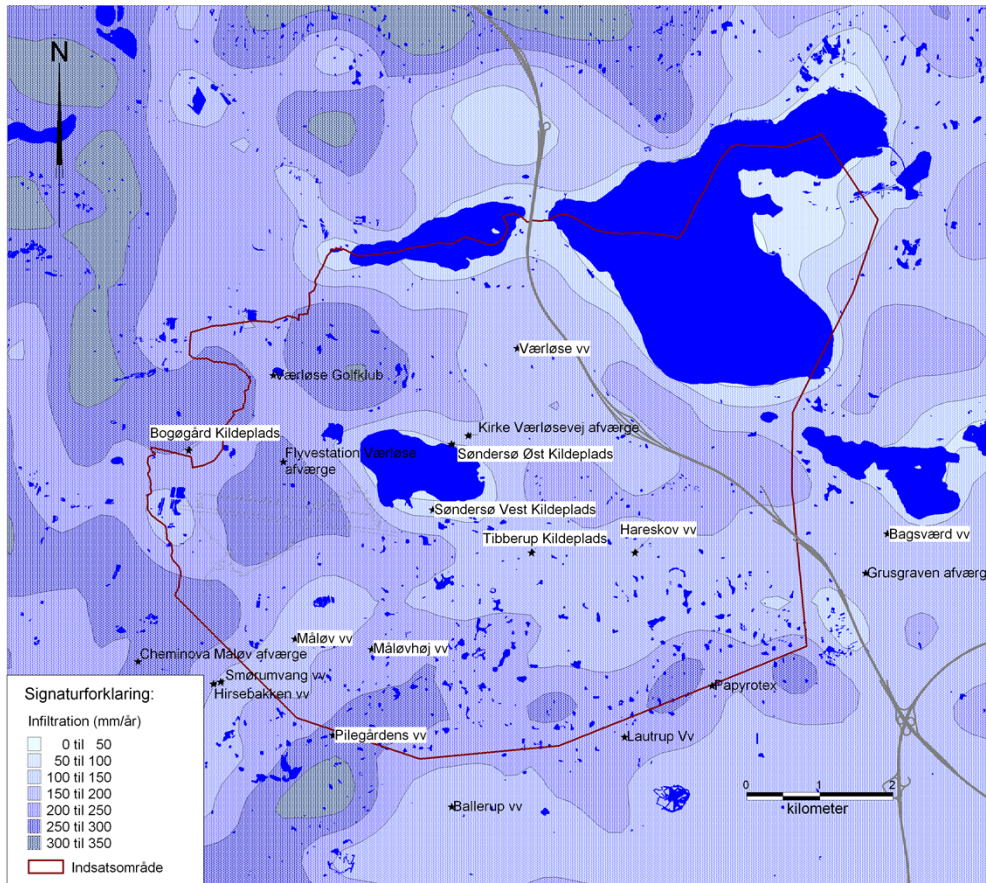 N
Værløse vv
Værløse Golfklub
Kirke Værløsevej afværge
Bogøgård Kildeplads
Søndersø Øst Kildeplads
Flyvestation Værløse
afværge
Søndersø Vest Kildeplads
Hareskov vv
Tibberup Kildeplads
Bagsværd vv
Grusgraven afværge
Måløv vv
Måløvhøj vv
Cheminova Måløv afværge
Smørumvang vv
Hirsebakken vv
Papyrotex
Pilegårdens vv
Lautrup Vv
Ballerup vv
0 1 2
kilometer
Signaturforklaring:
Infiltration (mm/år)
0 til 50
50 til 100
100 til 150
150 til 200
200 til 250
250 til 300
300 til 350
Indsatsområde